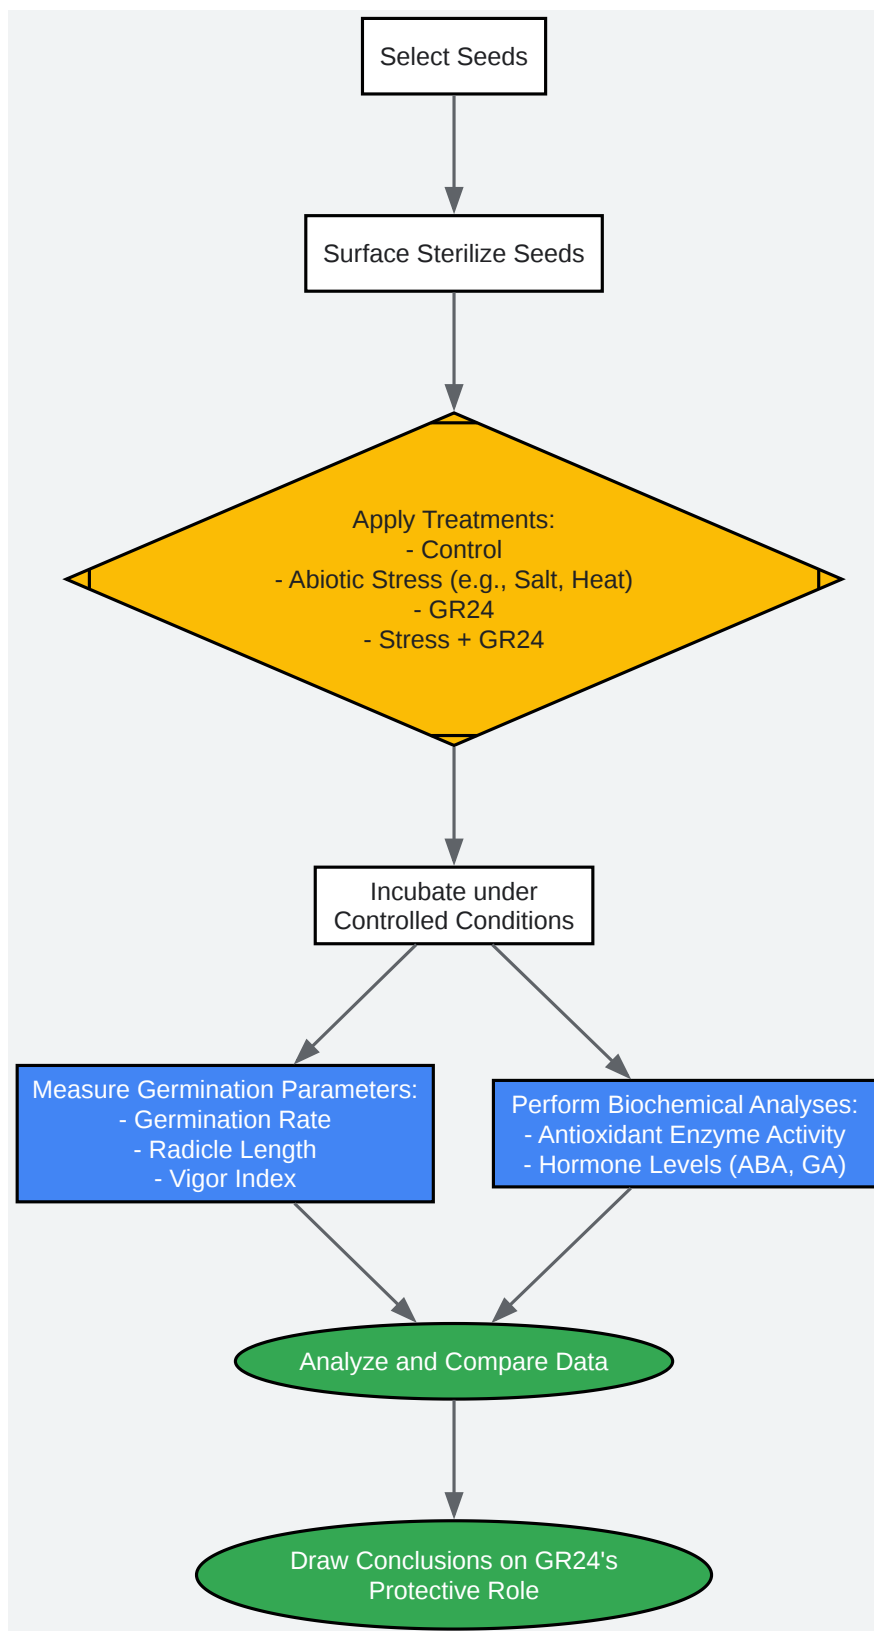 Select Seeds
Surface Sterilize Seeds
Apply Treatments:
- Control
- Abiotic Stress (e.g., Salt, Heat)
- GR24
- Stress + GR24
Incubate under
Controlled Conditions
Measure Germination Parameters:
- Germination Rate
- Radicle Length
- Vigor Index
Perform Biochemical Analyses:
- Antioxidant Enzyme Activity
- Hormone Levels (ABA, GA)
Analyze and Compare Data
Draw Conclusions on GR24's
Protective Role